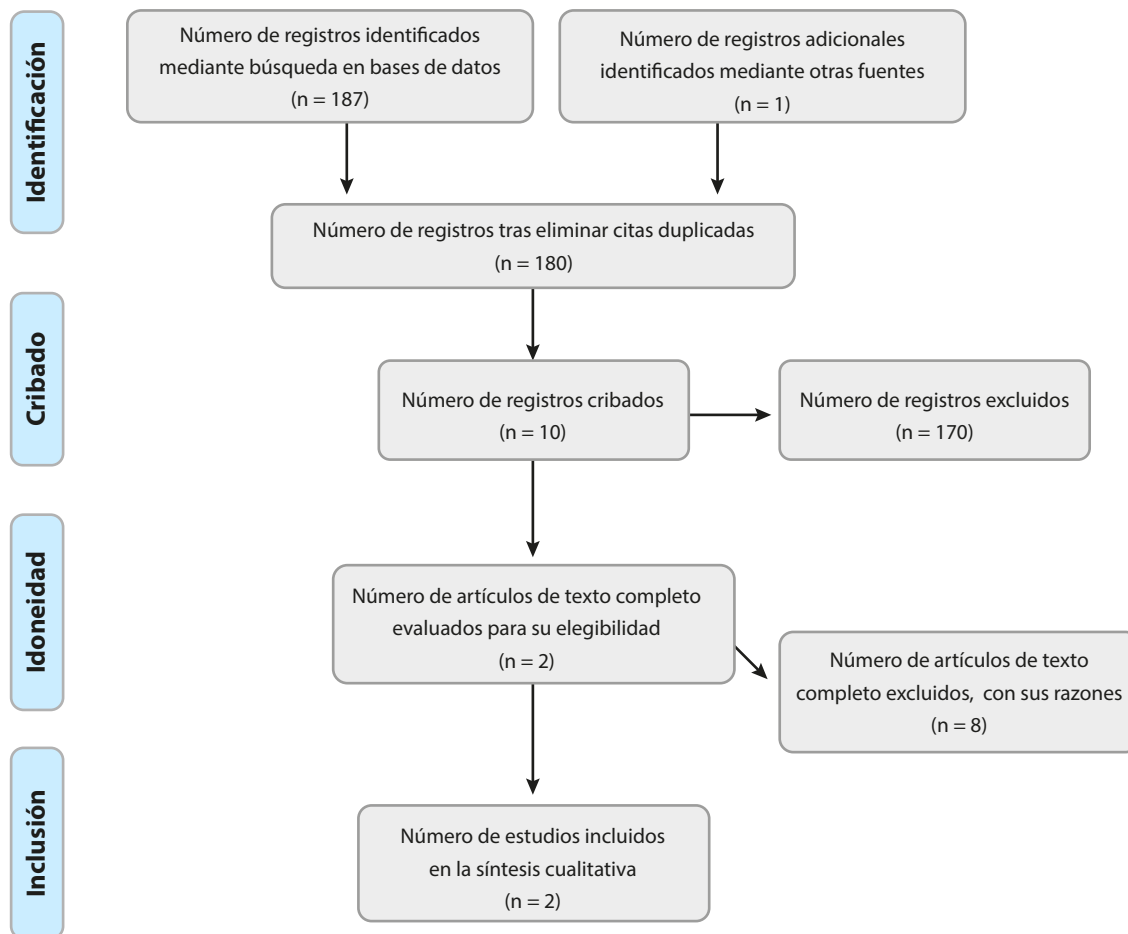 Identificación
Número de registros identificados
mediante búsqueda en bases de datos
(n = 187)
Número de registros adicionales
identificados mediante otras fuentes
(n = 1)
Número de registros tras eliminar citas duplicadas
(n = 180)
Cribado
Número de registros cribados
(n = 10)
Número de registros excluidos
(n = 170)
Idoneidad
Número de artículos de texto completo
evaluados para su elegibilidad
(n = 2)
Número de artículos de texto
completo excluidos, con sus razones
(n = 8)
Inclusión
Número de estudios incluidos
en la síntesis cualitativa
(n = 2)